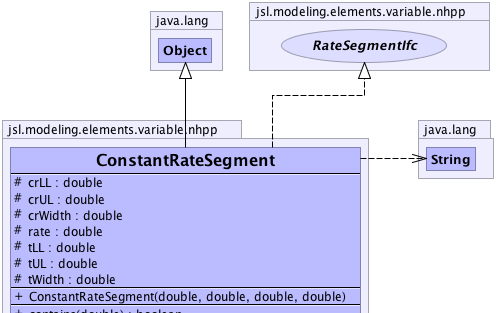 java.lang
Object
jsl.modeling.elements.variable.nhpp
RateSegmentIfc
jsl.modeling.elements.variable.nhpp
ConstantRateSegment
# crLL : double
# crUL : double
# crWidth : double
# rate : double
# tLL : double
# tUL : double
# tWidth : double
+ ConstantRateSegment(double, double, double, double)
+ contains(double) : boolean
java.lang
String